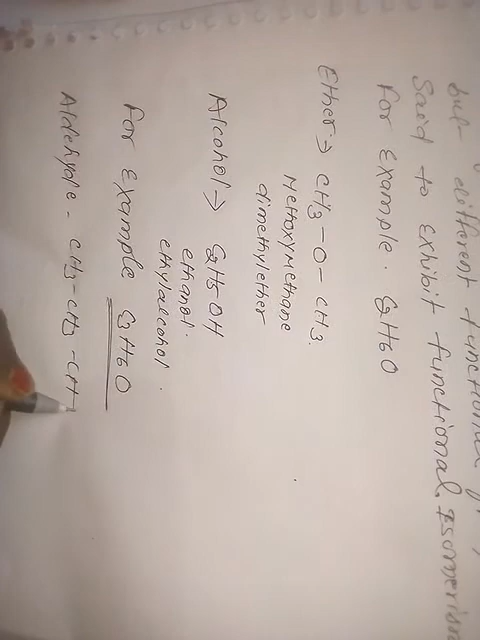 but different functional
Said to exhibit functional isomerism
For Example. C2H6O
Ether → CH3-O-CH3.
Methoxymethane
dimethylether
Alcohol → C2H5OH
ethanol.
ethylalcohol.
For Example C3H6O
Aldehyde - CH3-CH3-CH